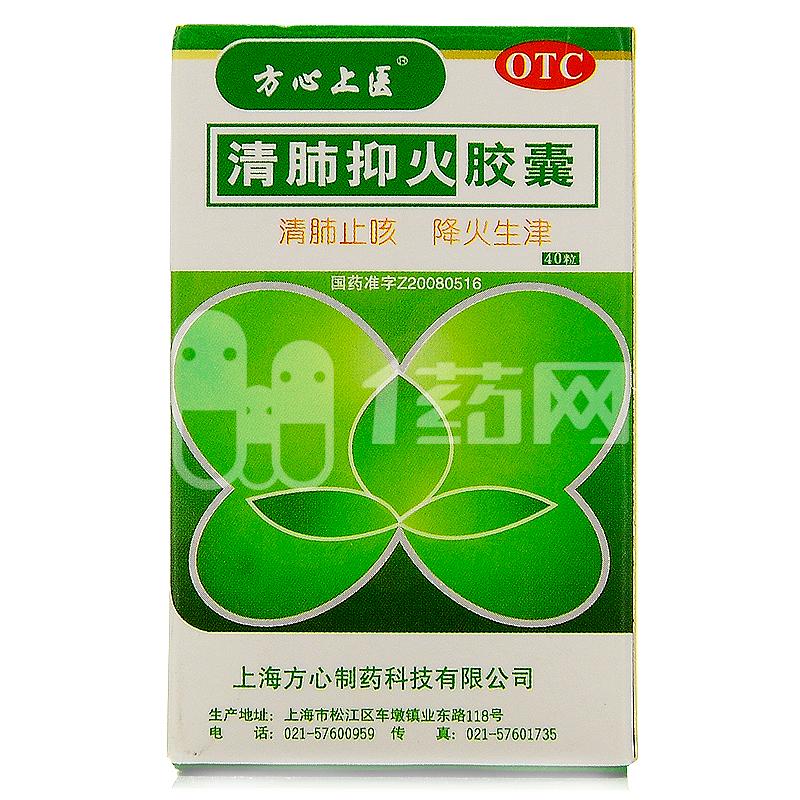 方心上医®
OTC
清肺抑火胶囊
清肺止咳 降火生津
40粒
国药准字Z20080516
1药网
上海方心制药科技有限公司
生产地址: 上海市松江区车墩镇业东路118号
电 话: 021-57600959 传 真: 021-57601735